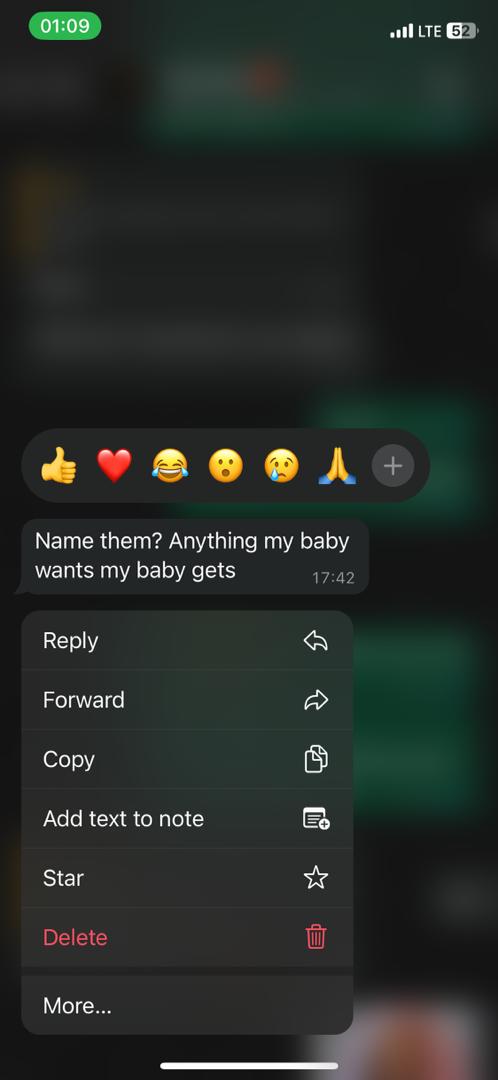 01:09
LTE 52
Name them? Anything my baby
wants my baby gets
17:42
Reply
Forward
Copy
Add text to note
Star
Delete
More...